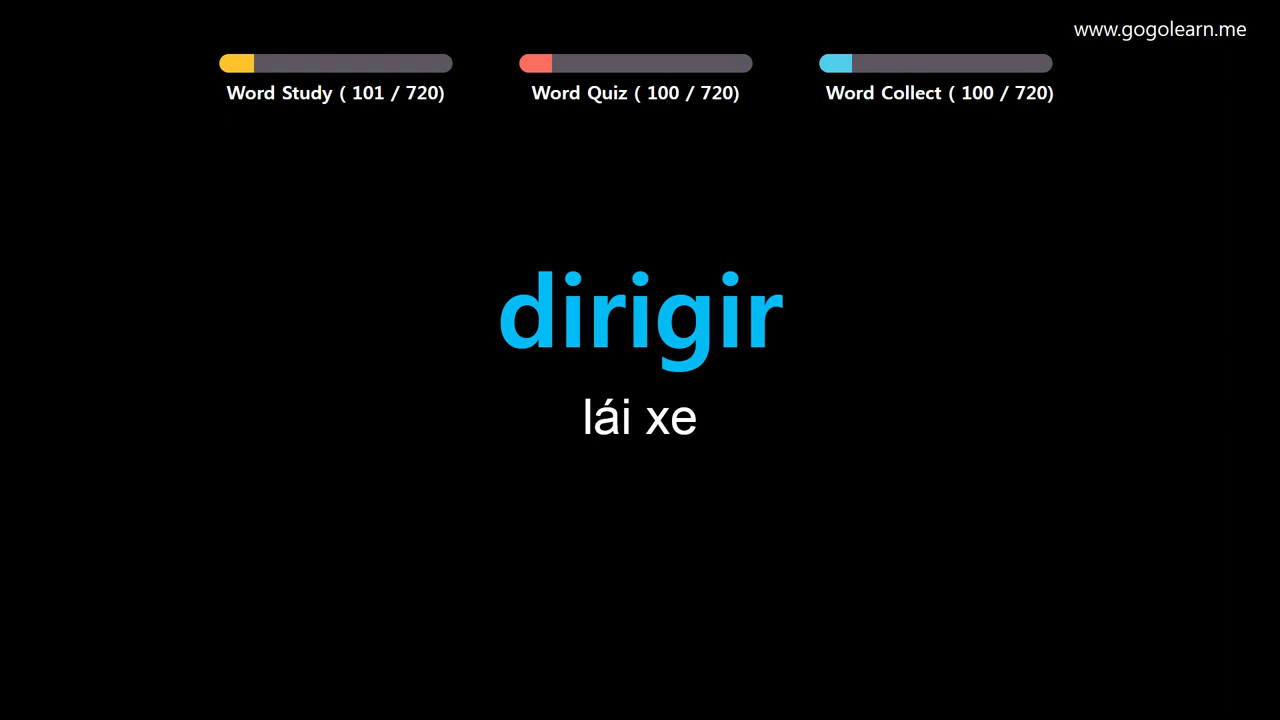 www.gogolearn.me
Word Study ( 101 / 720)
Word Quiz ( 100 / 720)
Word Collect ( 100 / 720)
dirigir
lái xe